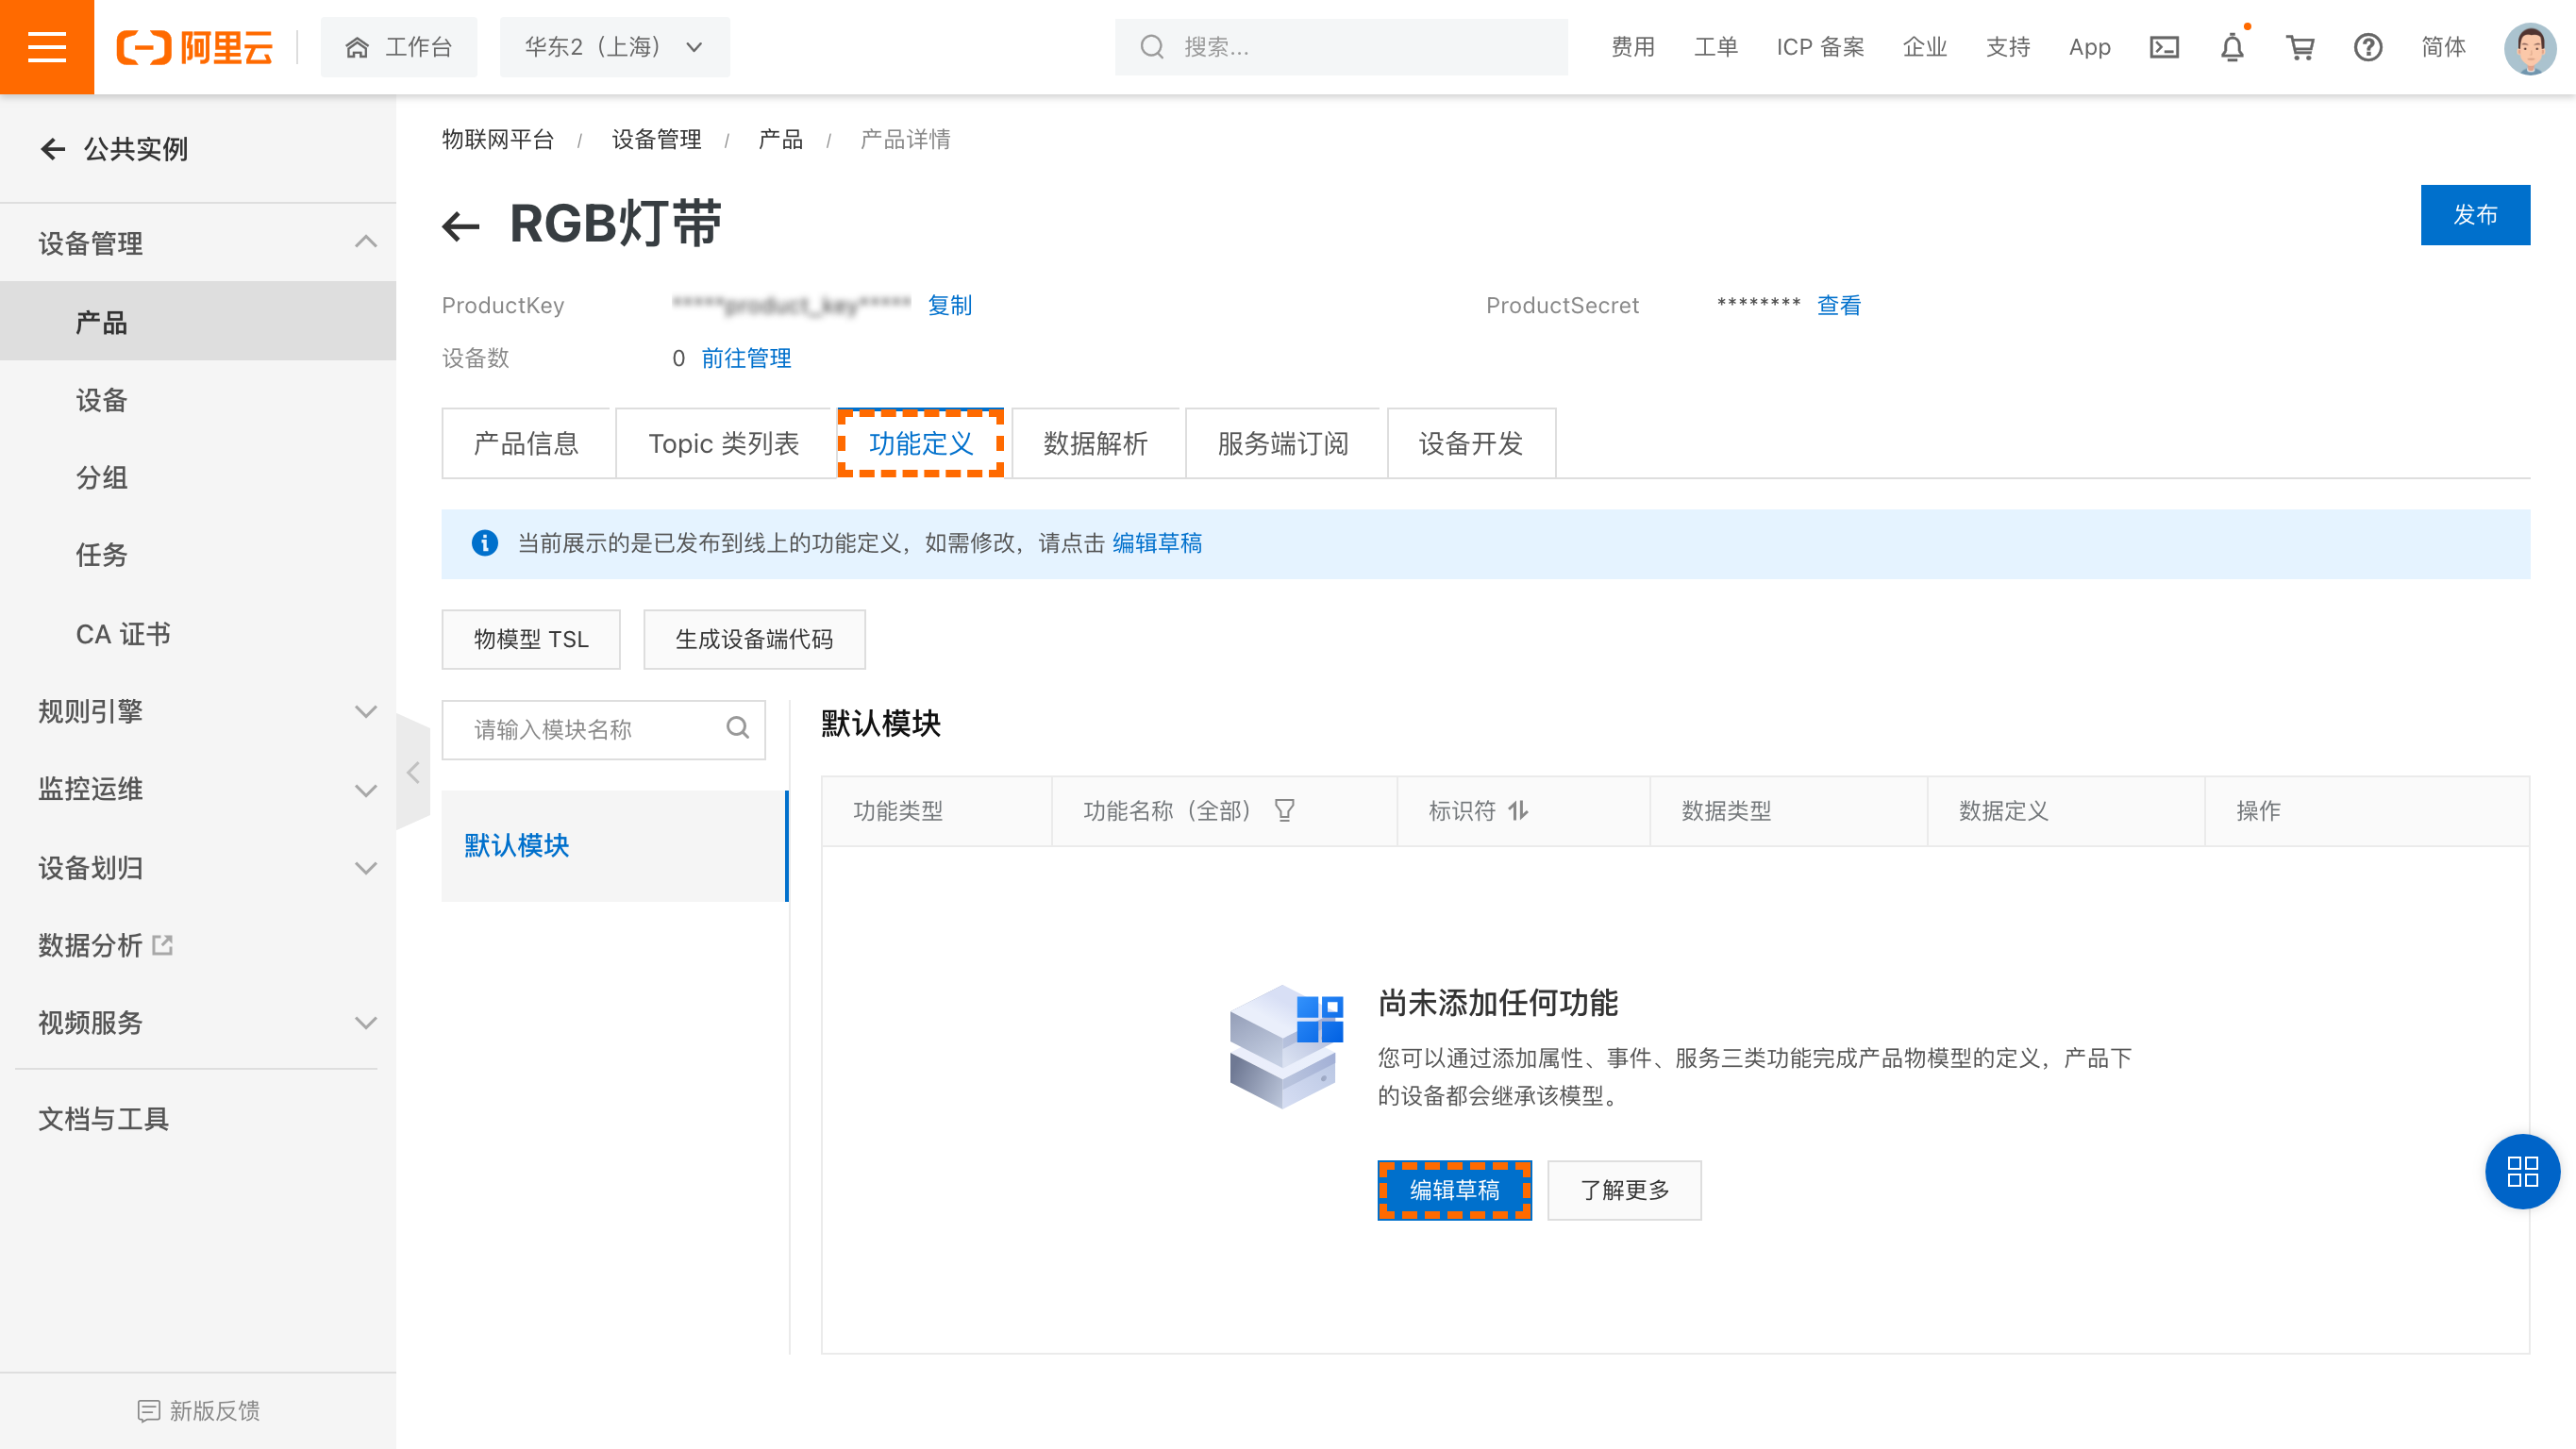 阿里云
工作台
华东2（上海）
搜索...
费用
工单
ICP 备案
企业
支持
App
简体
公共实例
设备管理
产品
设备
分组
任务
CA 证书
规则引擎
监控运维
设备划归
数据分析
视频服务
文档与工具
新版反馈
物联网平台 / 设备管理 / 产品 / 产品详情
RGB灯带
发布
ProductKey *****product_key***** 复制
ProductSecret ******** 查看
设备数 0 前往管理
产品信息
Topic 类列表
功能定义
数据解析
服务端订阅
设备开发
当前展示的是已发布到线上的功能定义，如需修改，请点击 编辑草稿
物模型 TSL
生成设备端代码
请输入模块名称
默认模块
默认模块
功能类型
功能名称（全部）
标识符
数据类型
数据定义
操作
尚未添加任何功能
您可以通过添加属性、事件、服务三类功能完成产品物模型的定义，产品下
的设备都会继承该模型。
编辑草稿
了解更多